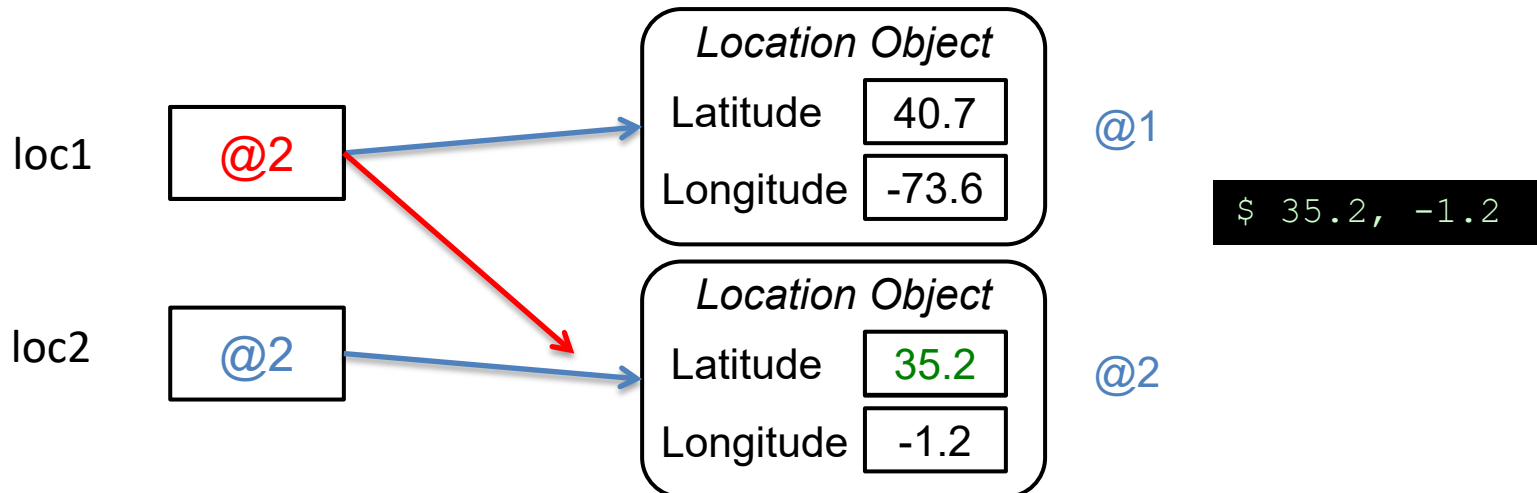 Location Object
Latitude 40.7
@1
loc1 @2
Longitude -73.6
$ 35.2, -1.2
Location Object
loc2 @2
Latitude 35.2
@2
Longitude -1.2